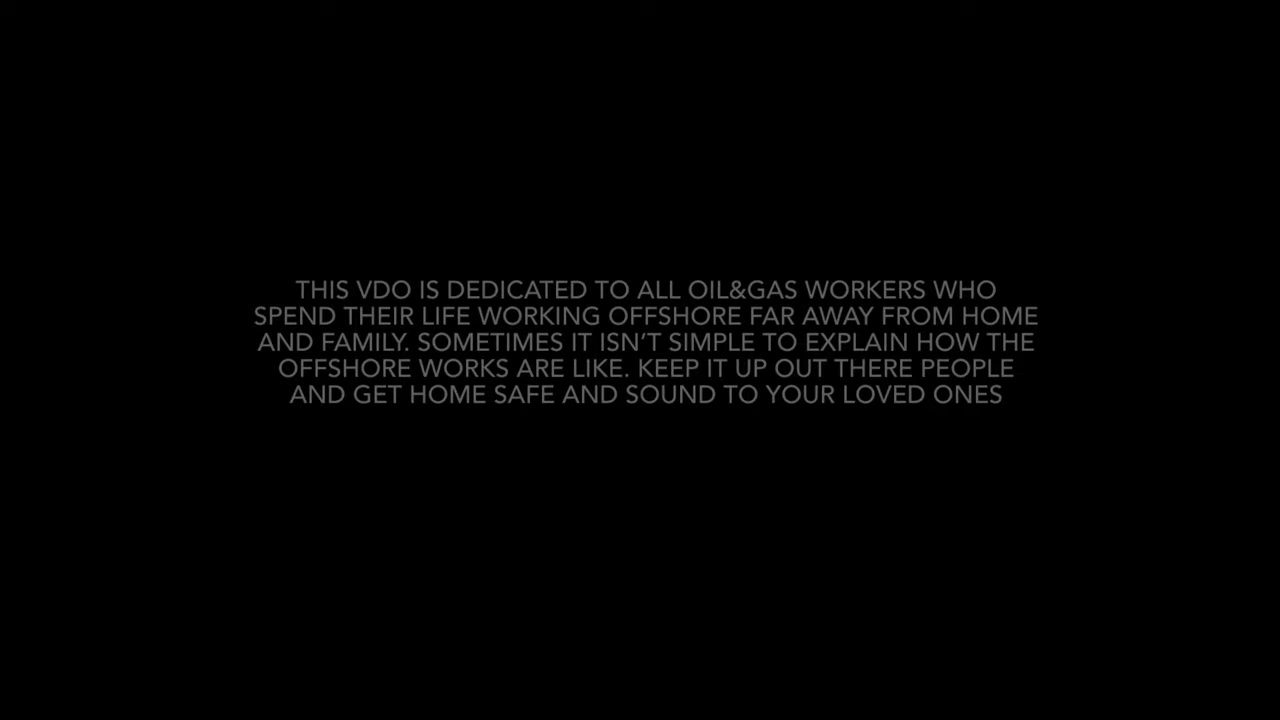 THIS VDO IS DEDICATED TO ALL OIL&GAS WORKERS WHO
SPEND THEIR LIFE WORKING OFFSHORE FAR AWAY FROM HOME
AND FAMILY. SOMETIMES IT ISN'T SIMPLE TO EXPLAIN HOW THE
OFFSHORE WORKS ARE LIKE. KEEP IT UP OUT THERE PEOPLE
AND GET HOME SAFE AND SOUND TO YOUR LOVED ONES